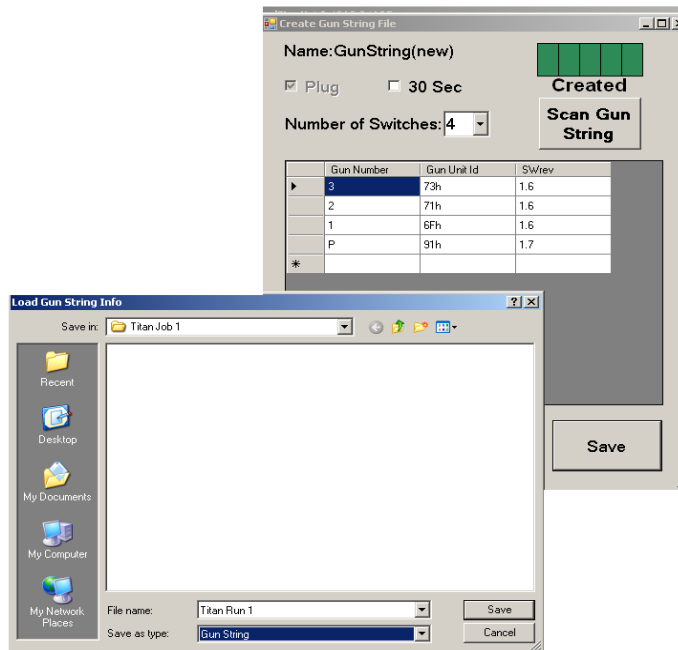 Create Gun String File
Name:GunString(new)
Plug
30 Sec
Created
Number of Switches: 4
Scan Gun
String
Gun Number Gun Unit Id SWrev
3 73h 1.6
2 71h 1.6
1 6Fh 1.6
P 91h 1.7
Save
Load Gun String Info
Save in: Titan Job 1
Recent
Desktop
My Documents
My Computer
My Network
Places
File name: Titan Run 1 Save
Save as type: Gun String Cancel